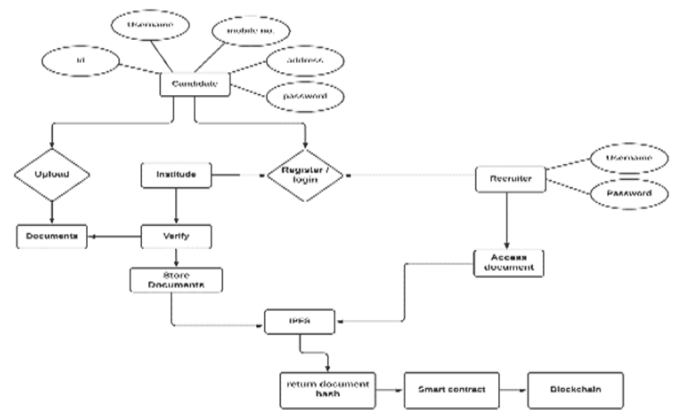 Username
mobile no.
Id
address
Candidate
password
Upload
Institude
Register /
login
Recruiter
Username
Password
Documents
Verify
Access
document
Store
Documents
IPFS
return document
hash
Smart contract
Blockchain